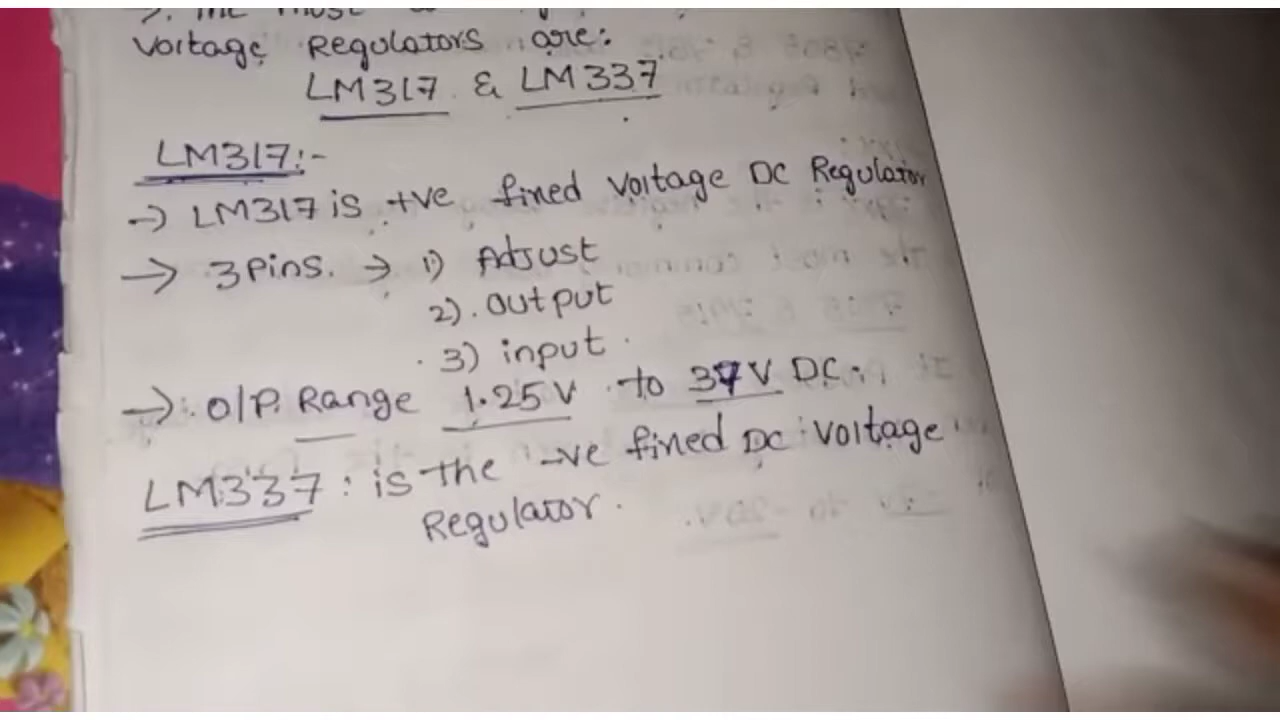 Voltage Regulators are:
LM317 & LM337
LM317:-
→ LM317 is +ve fixed Voltage DC Regulator
→ 3 Pins. → 1) Adjust
2). Output
3) input
→ O/P. Range 1.25V to 37V DC.
LM337: is the -ve fixed DC Voltage
Regulator.